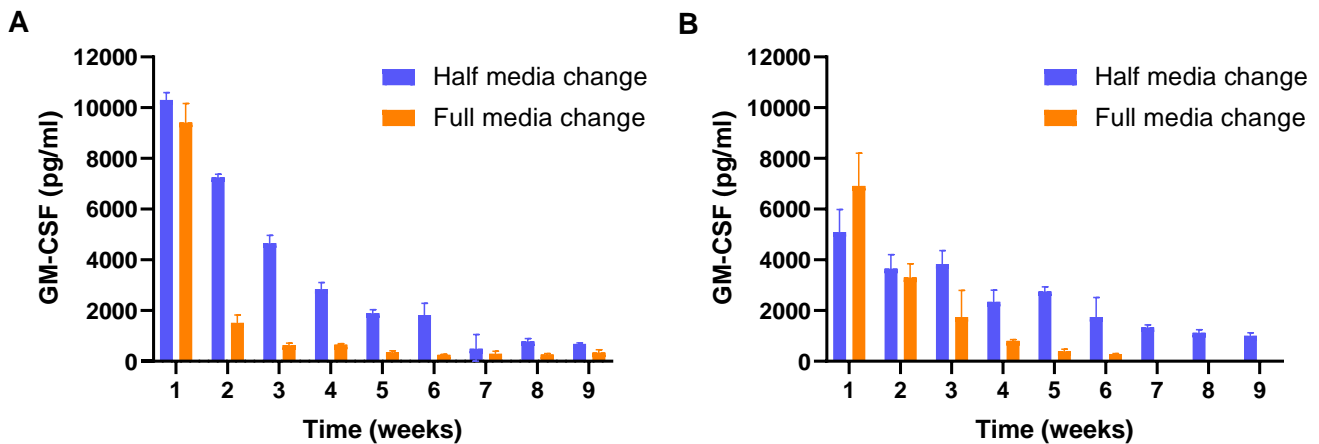 A
GM-CSF (pg/ml)
12000
10000
8000
6000
4000
2000
0
Half media change
Full media change
1 2 3 4 5 6 7 8 9
Time (weeks)
B
GM-CSF (pg/ml)
12000
10000
8000
6000
4000
2000
0
Half media change
Full media change
1 2 3 4 5 6 7 8 9
Time (weeks)